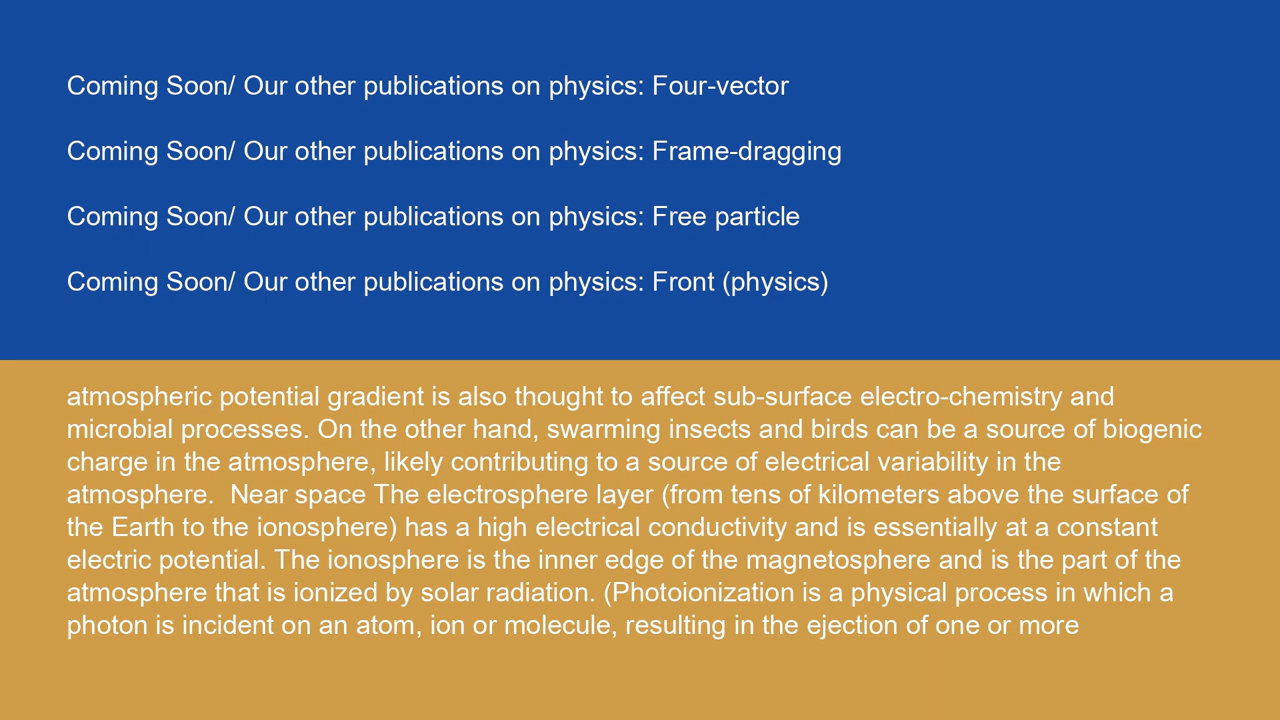 Coming Soon/ Our other publications on physics: Four-vector
Coming Soon/ Our other publications on physics: Frame-dragging
Coming Soon/ Our other publications on physics: Free particle
Coming Soon/ Our other publications on physics: Front (physics)
atmospheric potential gradient is also thought to affect sub-surface electro-chemistry and
microbial processes. On the other hand, swarming insects and birds can be a source of biogenic
charge in the atmosphere, likely contributing to a source of electrical variability in the
atmosphere.  Near space The electrosphere layer (from tens of kilometers above the surface of
the Earth to the ionosphere) has a high electrical conductivity and is essentially at a constant
electric potential. The ionosphere is the inner edge of the magnetosphere and is the part of the
atmosphere that is ionized by solar radiation. (Photoionization is a physical process in which a
photon is incident on an atom, ion or molecule, resulting in the ejection of one or more